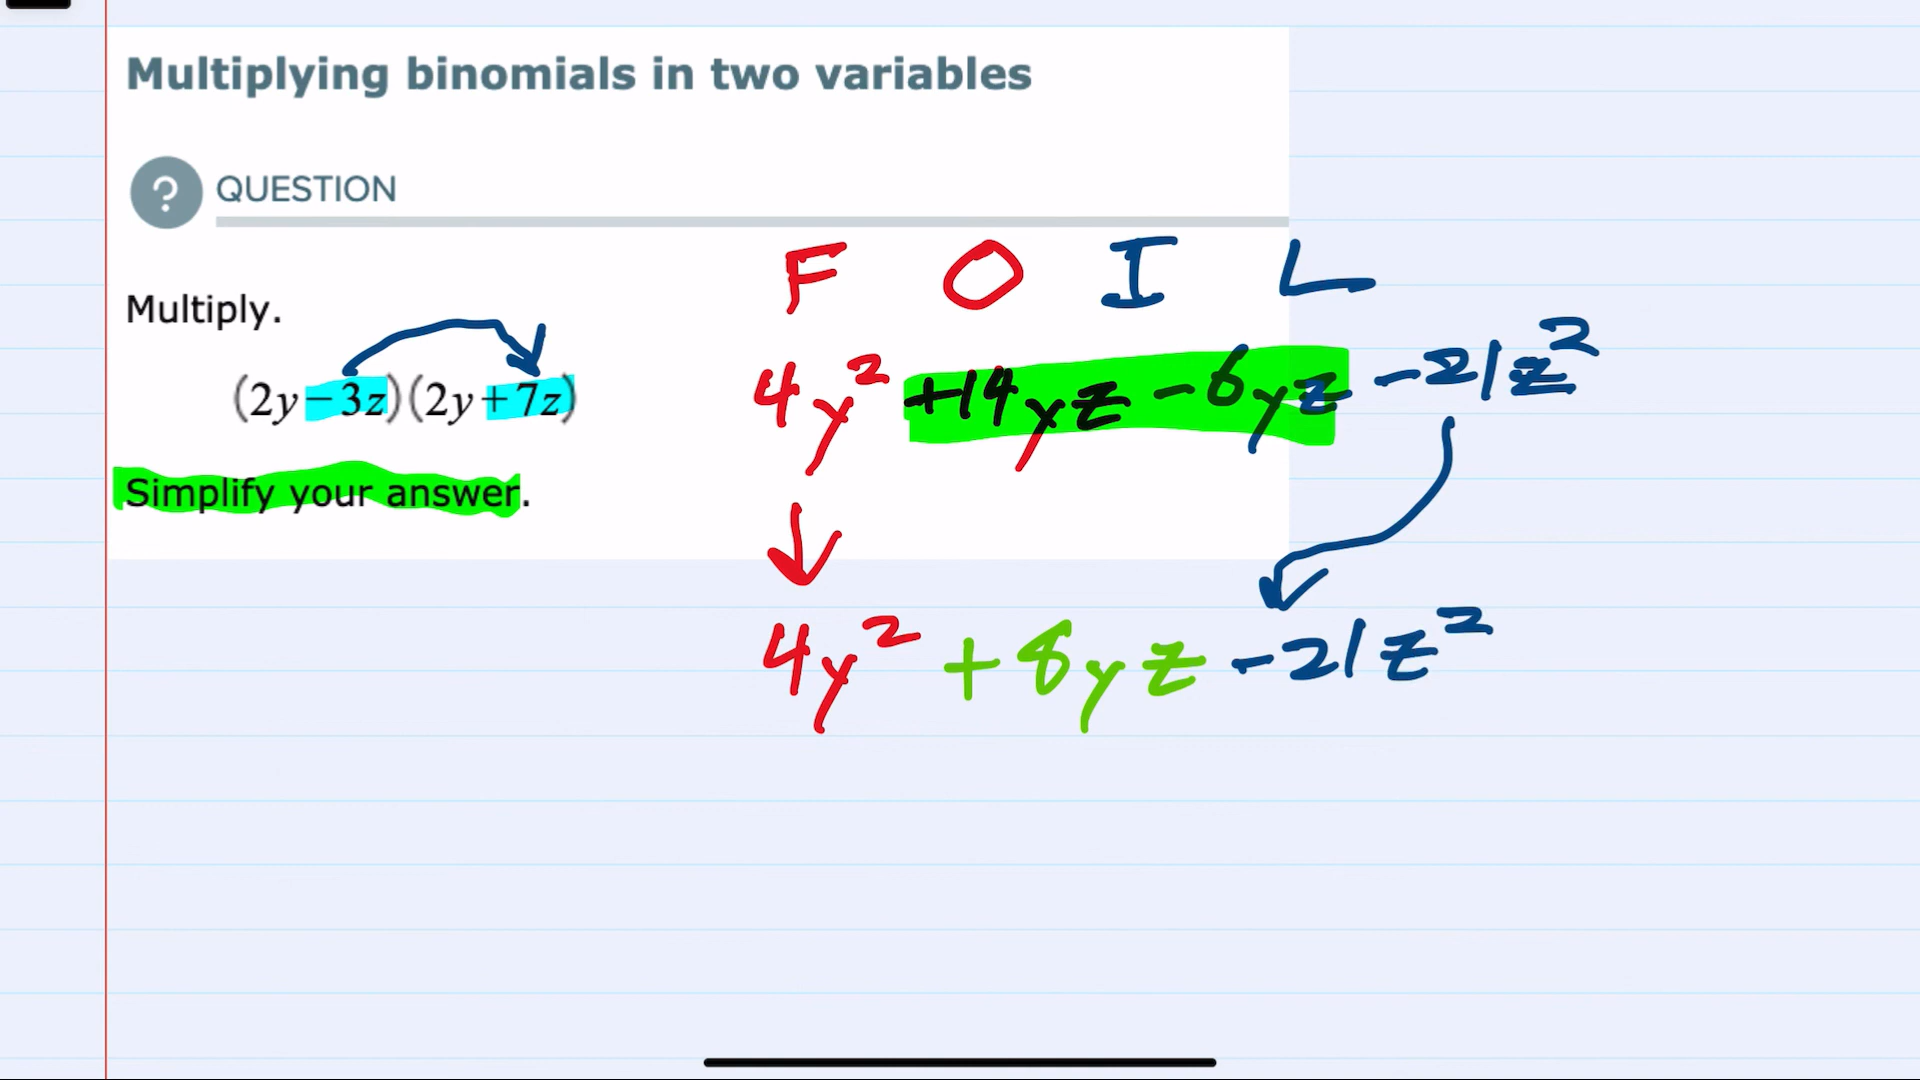 Multiplying binomials in two variables
? QUESTION
F O I L
Multiply.
(2y−3z)(2y+7z)
4y² +14yz −6yz −21z²
Simplify your answer.
4y² + 8yz −21z²